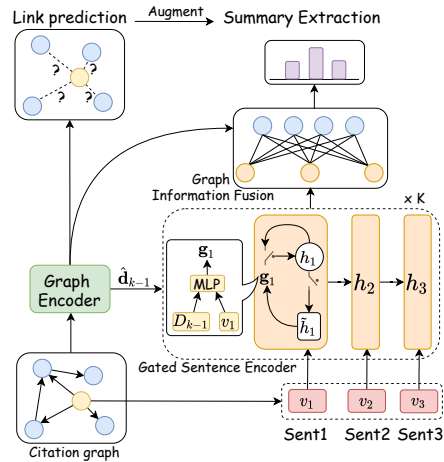 Link prediction
Augment
Summary Extraction
?
?
?
?
Graph
Information Fusion
x K
Graph
Encoder
d̂ₖ₋₁
g₁
MLP
Dₖ₋₁
v₁
g₁
h₁
h̃₁
h₂
h₃
Gated Sentence Encoder
v₁
v₂
v₃
Citation graph
Sent1
Sent2
Sent3